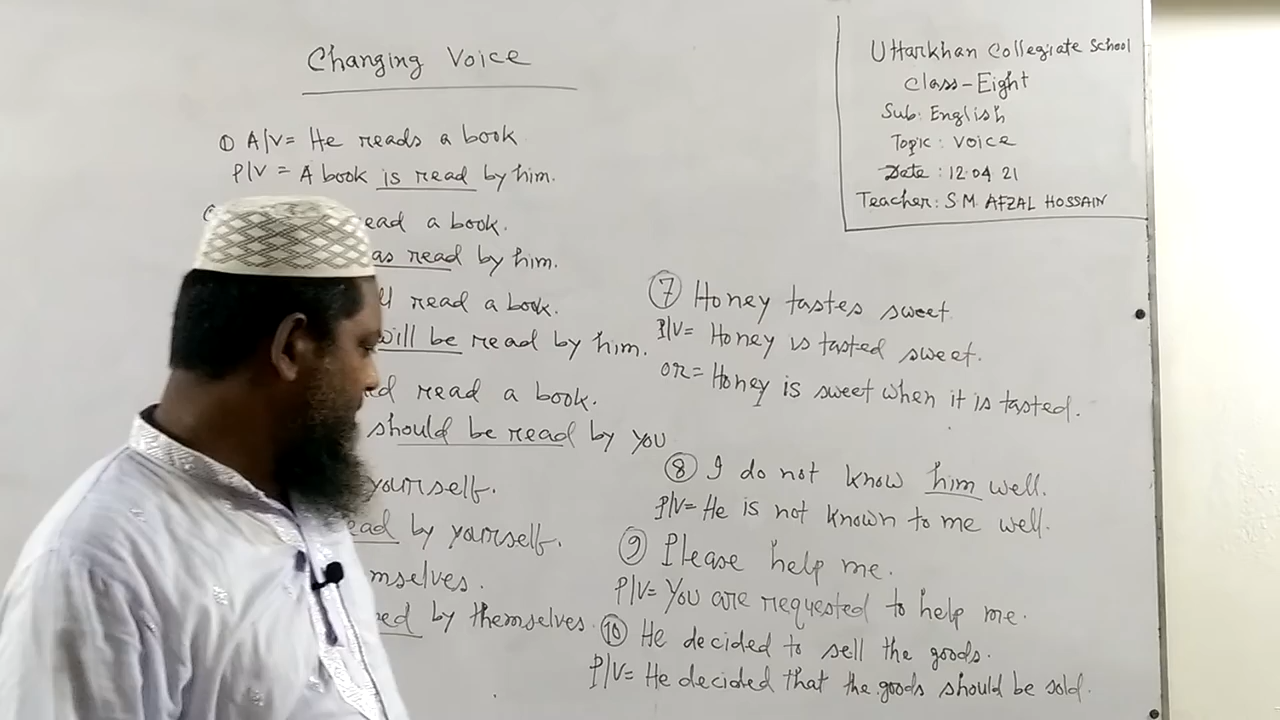 Changing Voice
① A/V= He reads a book
P/V = A book is read by him.
a book.
read by him.
read a book.
will be read by him.
read a book.
should be read by you
yourself.
by yourself.
by themselves.
Uttarkhan Collegiate School
Class-Eight
Sub: English
Topic: Voice
Date: 12.04 21
Teacher: S.M. AFZAL HOSSAIN
⑦ Honey tastes sweet
P/V= Honey is tasted sweet.
or= Honey is sweet when it is tasted.
⑧ I do not know him well.
P/V= He is not known to me well.
⑨ Please help me.
P/V= You are requested to help me.
⑩ He decided to sell the goods.
P/V= He decided that the goods should be sold.